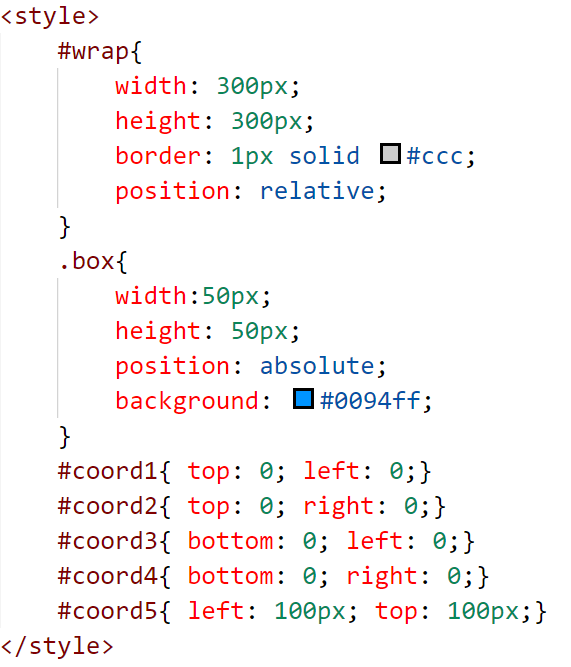 <style>
    #wrap{
        width: 300px;
        height: 300px;
        border: 1px solid #ccc;
        position: relative;
    }
    .box{
        width:50px;
        height: 50px;
        position: absolute;
        background: #0094ff;
    }
    #coord1{ top: 0; left: 0;}
    #coord2{ top: 0; right: 0;}
    #coord3{ bottom: 0; left: 0;}
    #coord4{ bottom: 0; right: 0;}
    #coord5{ left: 100px; top: 100px;}
</style>